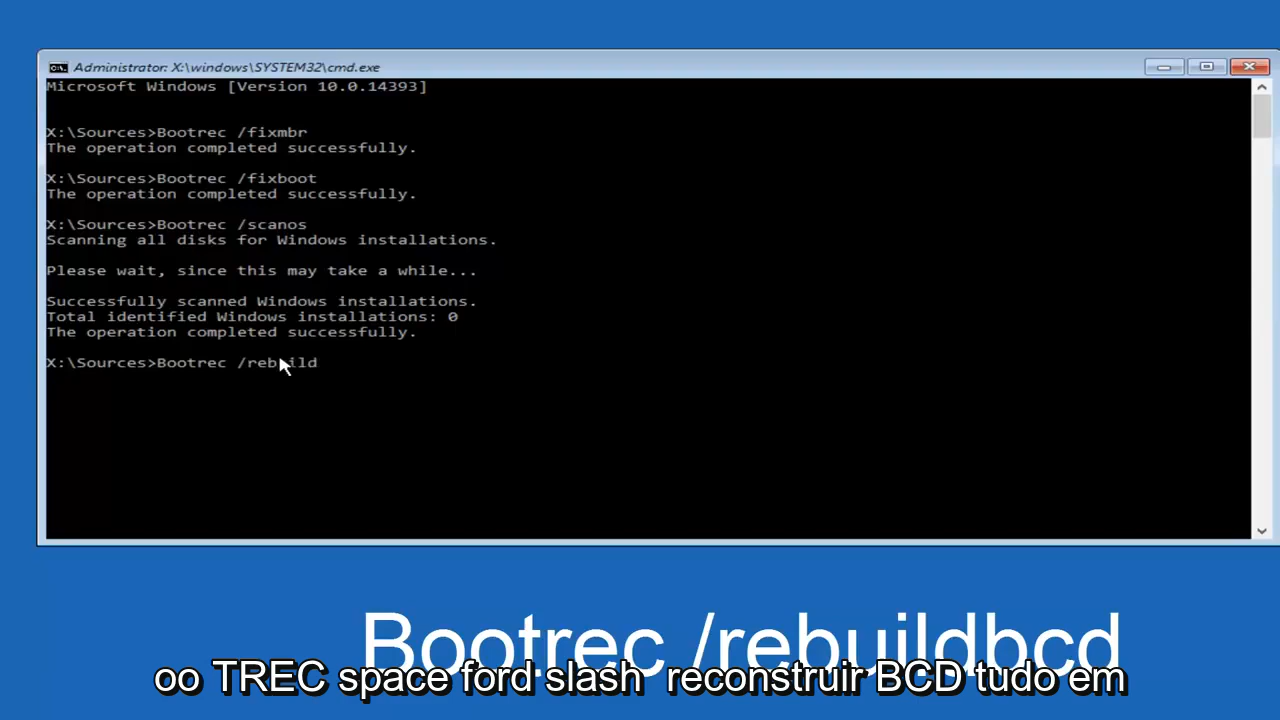 Administrator: X:\windows\SYSTEM32\cmd.exe
Microsoft Windows [Version 10.0.14393]
X:\Sources>Bootrec /fixmbr
The operation completed successfully.
X:\Sources>Bootrec /fixboot
The operation completed successfully.
X:\Sources>Bootrec /scanos
Scanning all disks for Windows installations.
Please wait, since this may take a while...
Successfully scanned Windows installations.
Total identified Windows installations: 0
The operation completed successfully.
X:\Sources>Bootrec /rebuild
Bootrec /rebuildbcd
oo TREC space ford slash reconstruir BCD tudo em